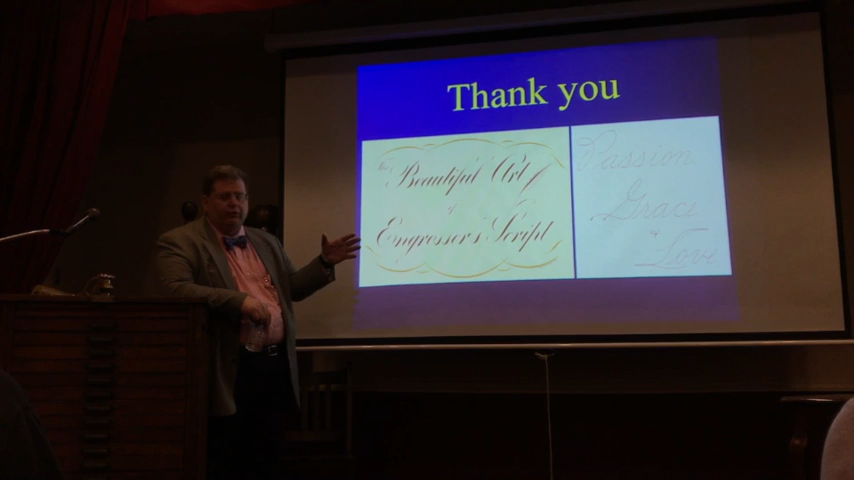 Thank you
The Beautiful Art
of
Engrosser's Script
Passion
Grace
&
Love